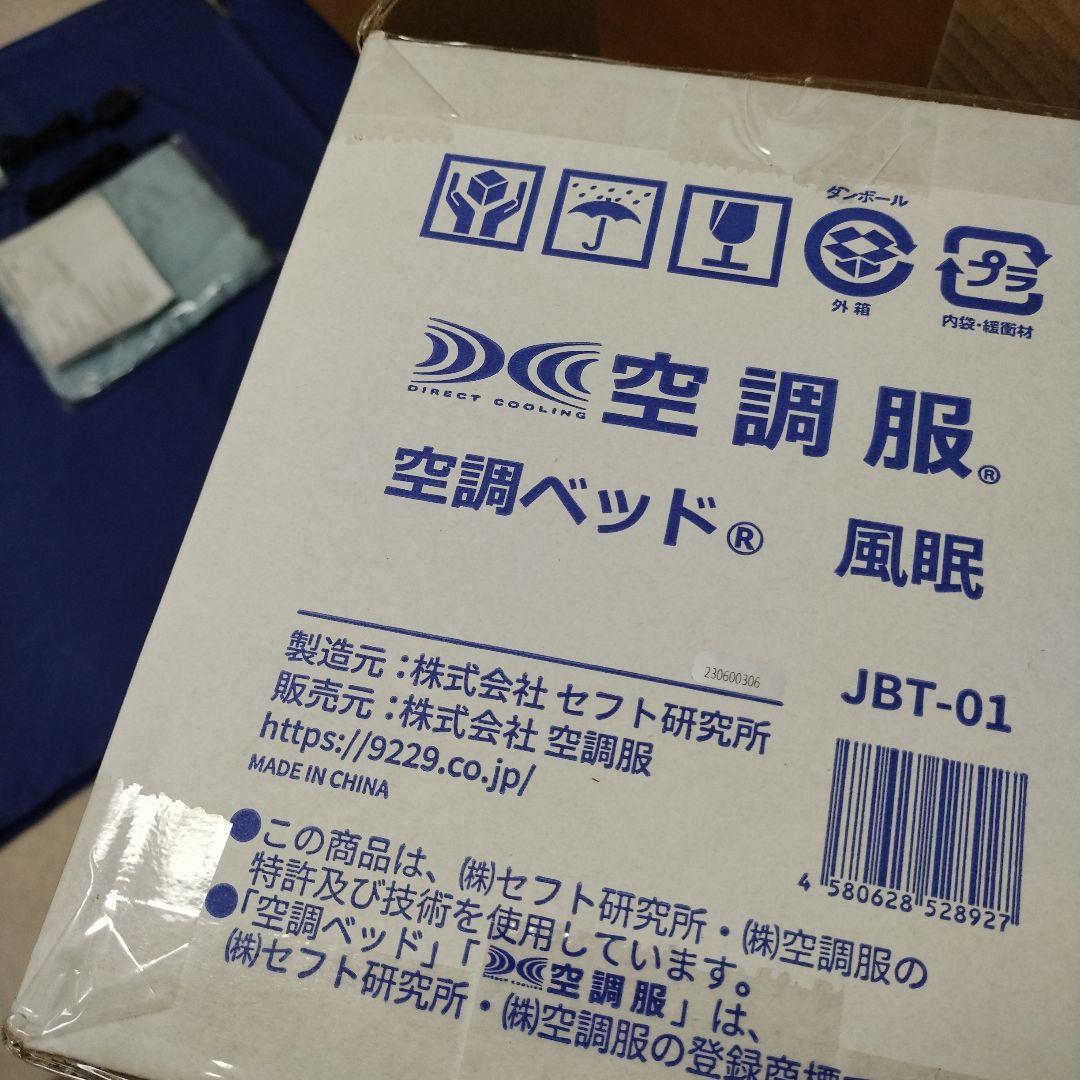 ダンボール
外箱
プラ
内袋・緩衝材
DIRECT COOLING
空調服®
空調ベッド® 風眠
製造元：株式会社 セフト研究所
販売元：株式会社 空調服
https://9229.co.jp/
MADE IN CHINA
230600306
JBT-01
4 580628 528927
●この商品は、㈱セフト研究所・㈱空調服の
特許及び技術を使用しています。
●「空調ベッド」「DIRECT COOLING 空調服」は、
㈱セフト研究所・㈱空調服の登録商標